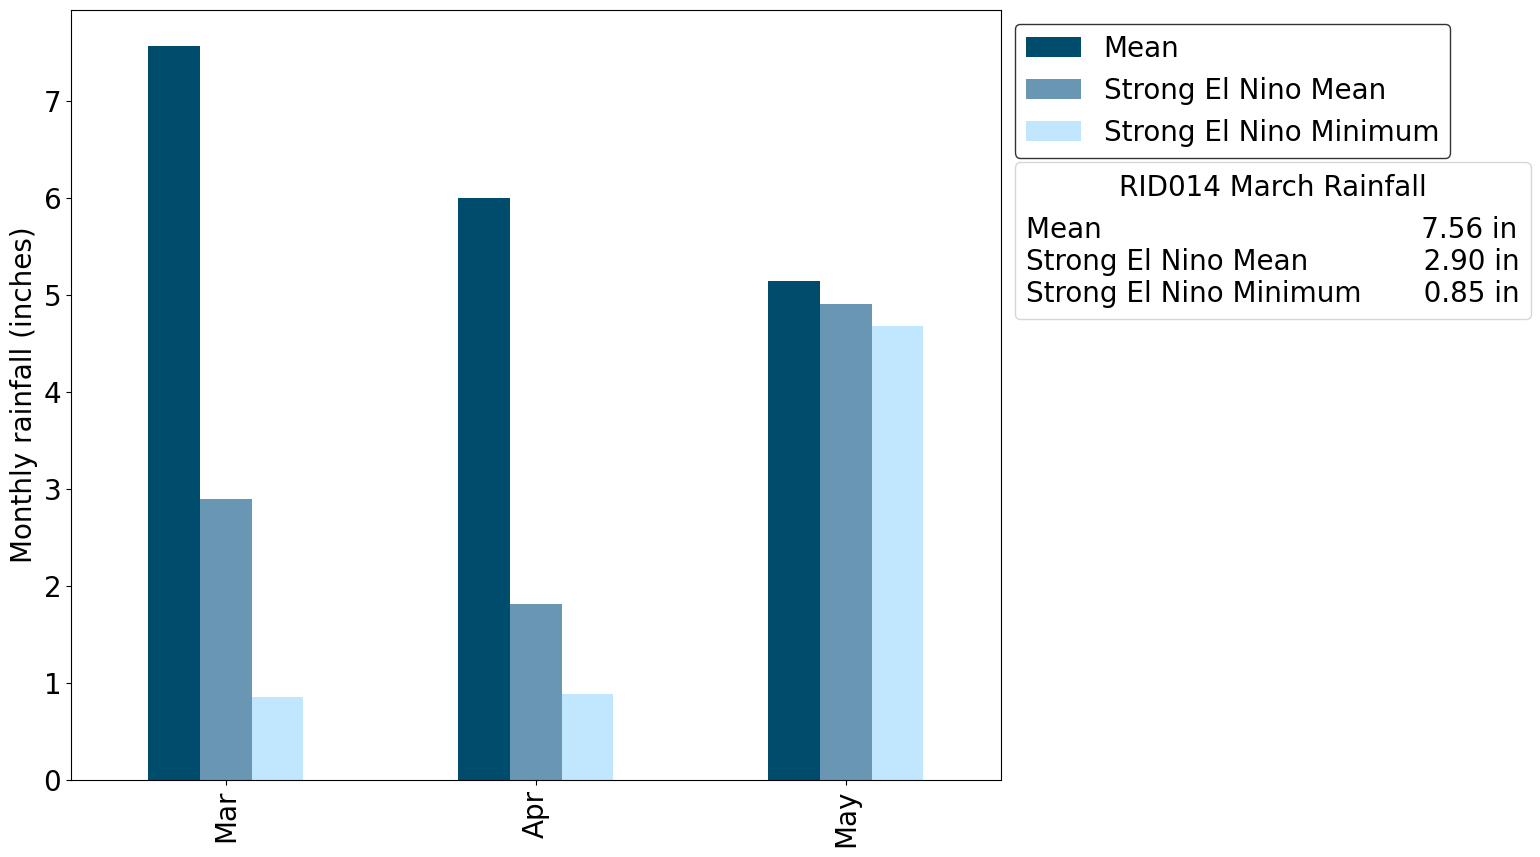 Monthly rainfall (inches)
7
6
5
4
3
2
1
0
Mar
Apr
May
Mean
Strong El Nino Mean
Strong El Nino Minimum
RID014 March Rainfall
Mean 7.56 in
Strong El Nino Mean 2.90 in
Strong El Nino Minimum 0.85 in